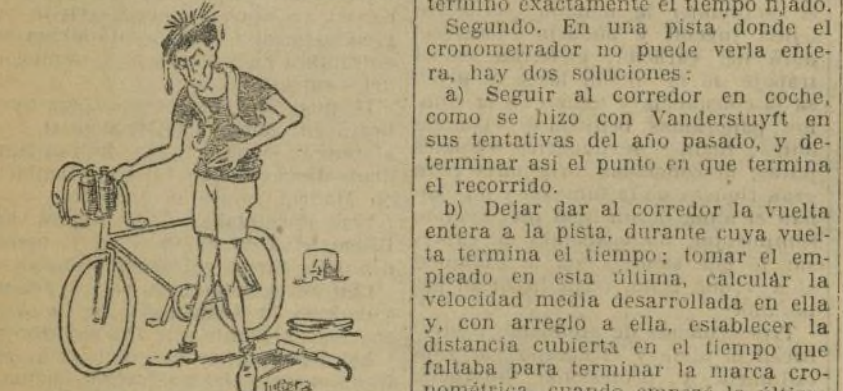 terminó exactamente el tiempo fijado.
Segundo. En una pista donde el
cronometrador no puede verla ente-
ra, hay dos soluciones:
a) Seguir al corredor en coche,
como se hizo con Vanderstuyft en
sus tentativas del año pasado, y de-
terminar así el punto en que termina
el recorrido.
b) Dejar dar al corredor la vuelta
entera a la pista, durante cuya vuel-
ta termina el tiempo; tomar el em-
pleado en esta última, calculár la
velocidad media desarrollada en ella
y, con arreglo a ella, establecer la
distancia cubierta en el tiempo que
faltaba para terminar la marca cro-
nométrica, cuando empezó la última